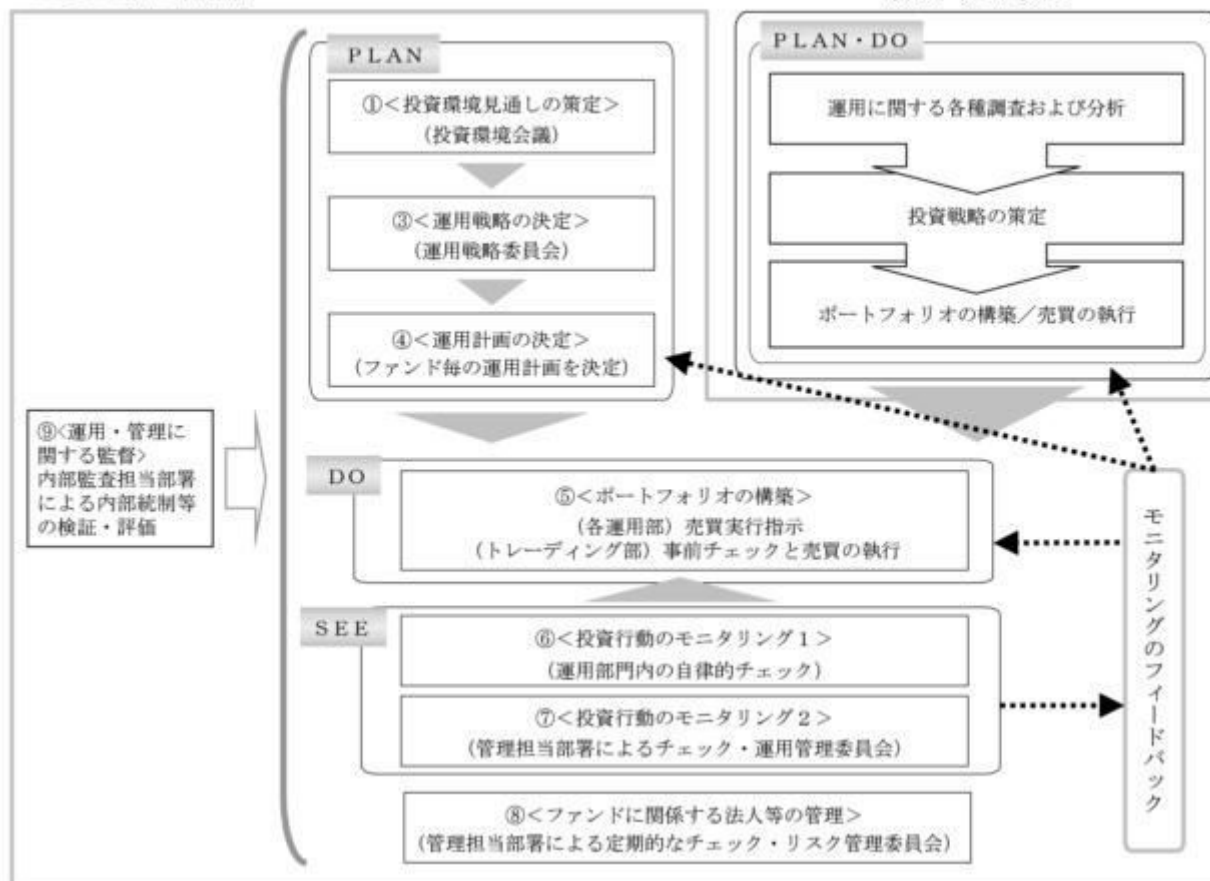 PLAN
①<投資環境見通しの策定>
(投資環境会議)
③<運用戦略の決定>
(運用戦略委員会)
④<運用計画の決定>
(ファンド毎の運用計画を決定)
PLAN・DO
運用に関する各種調査および分析
投資戦略の策定
ポートフォリオの構築／売買の執行
⑨<運用・管理に
関する監督>
内部監査担当部署
による内部統制等
の検証・評価
DO
⑤<ポートフォリオの構築>
(各運用部) 売買実行指示
(トレーディング部) 事前チェックと売買の執行
SEE
⑥<投資行動のモニタリング1>
(運用部門内の自律的チェック)
⑦<投資行動のモニタリング2>
(管理担当部署によるチェック・運用管理委員会)
⑧<ファンドに関係する法人等の管理>
(管理担当部署による定期的なチェック・リスク管理委員会)
モニタリングのフィードバック